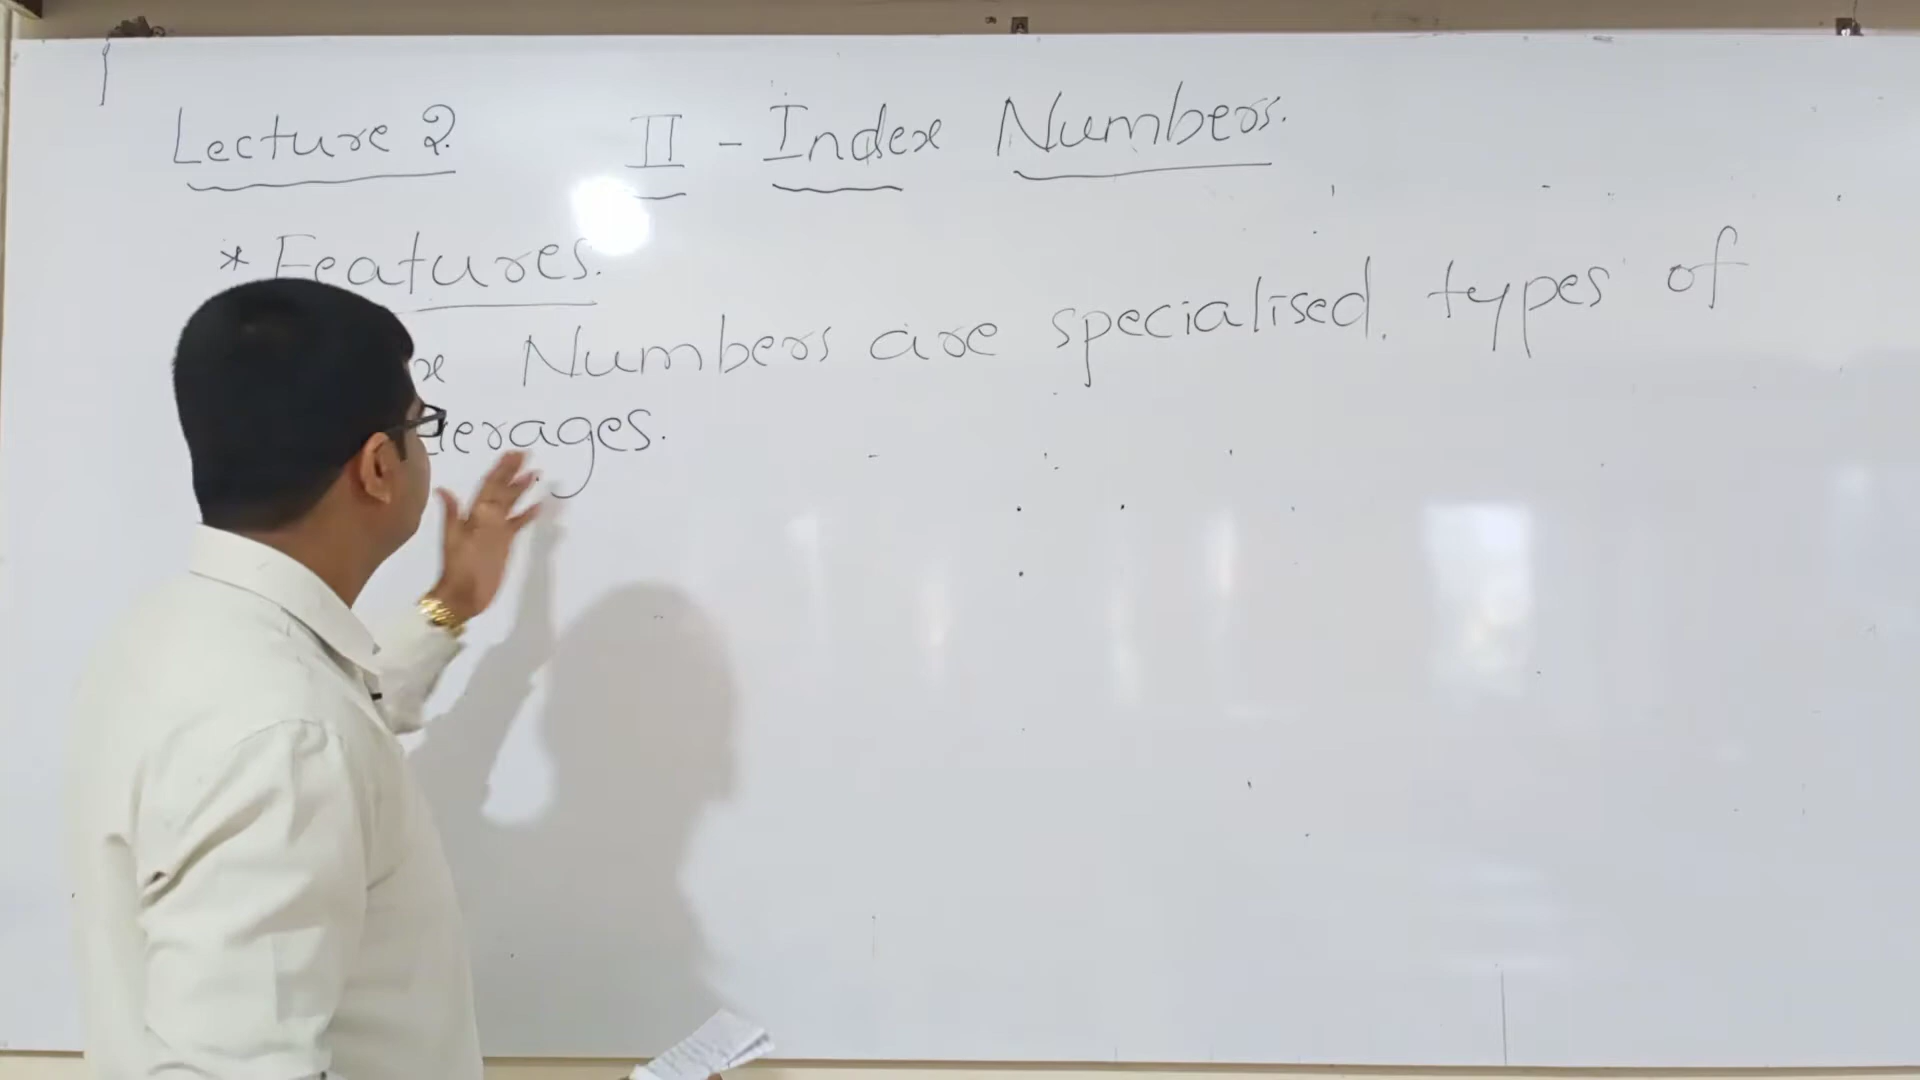 Lecture 2. II - Index Numbers.
* Features.
Numbers are specialised. types of